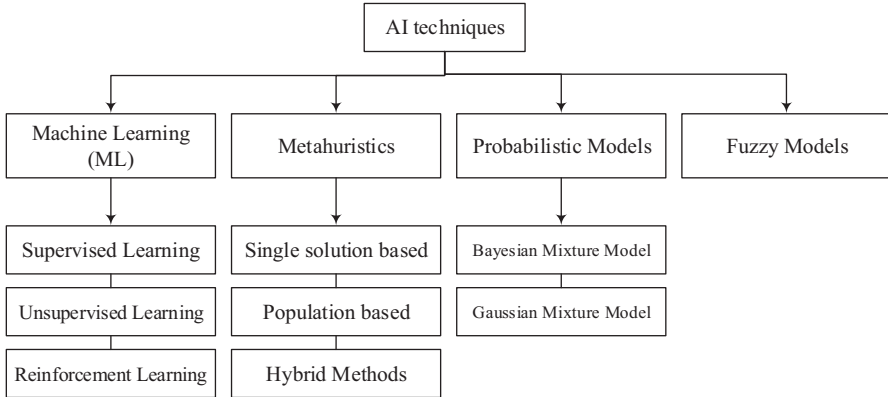 AI techniques
Machine Learning
(ML)
Metahuristics
Probabilistic Models
Fuzzy Models
Supervised Learning
Single solution based
Bayesian Mixture Model
Unsupervised Learning
Population based
Gaussian Mixture Model
Reinforcement Learning
Hybrid Methods